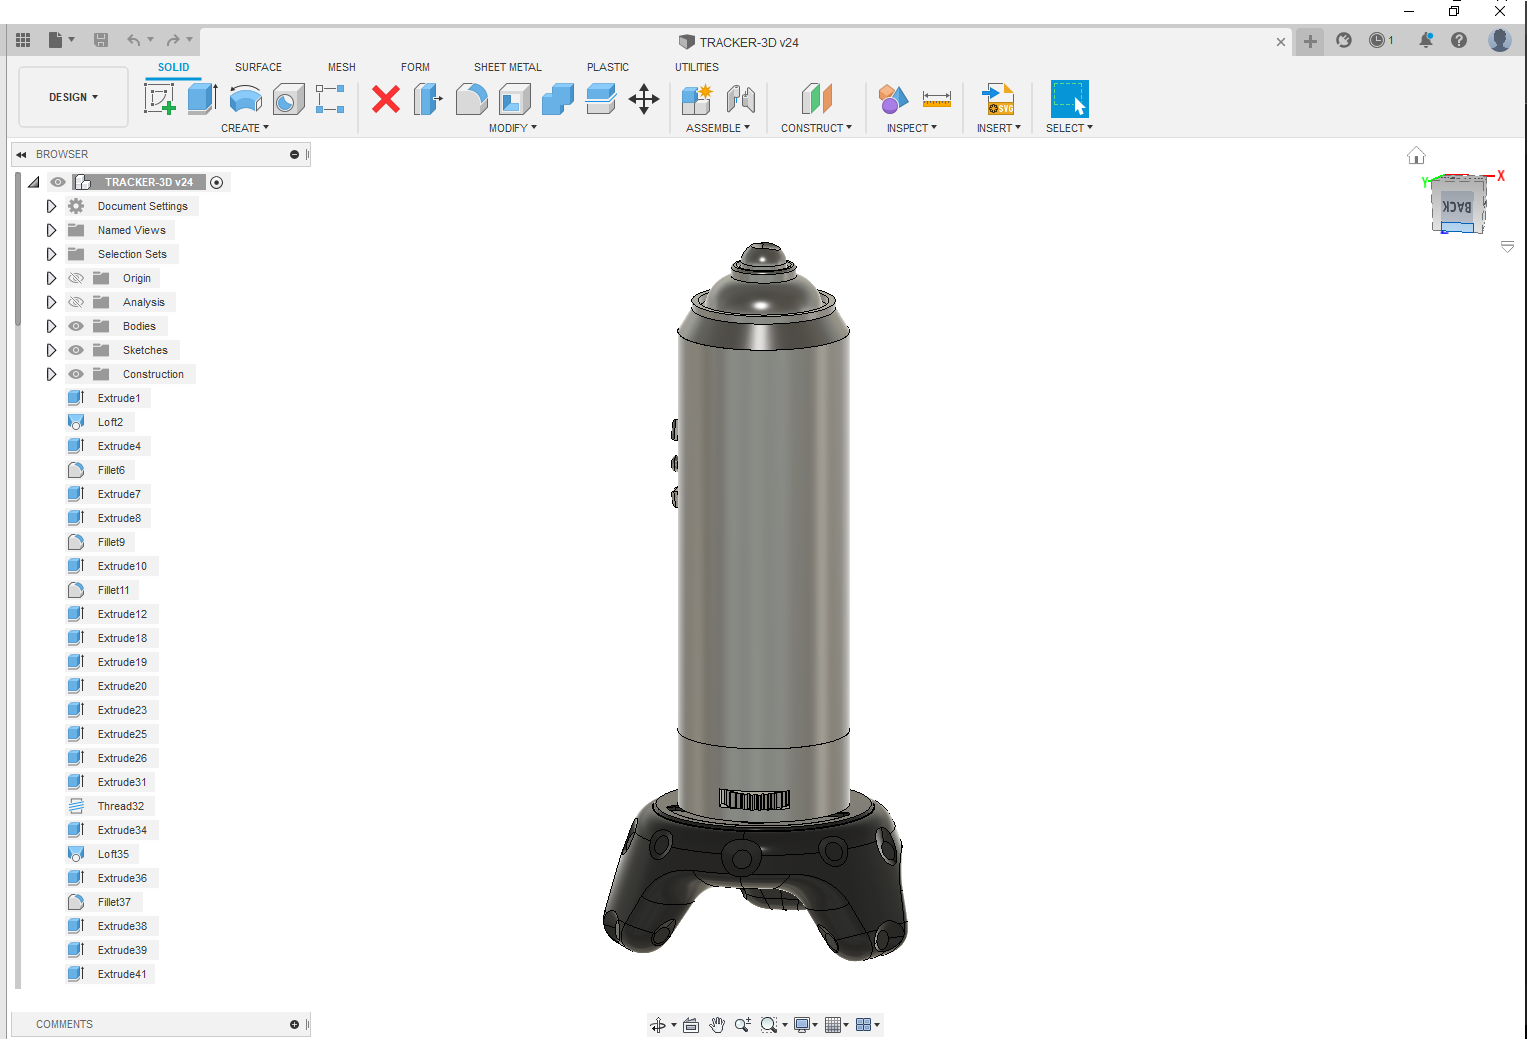 TRACKER-3D v24
1
SOLID SURFACE MESH FORM SHEET METAL PLASTIC UTILITIES
DESIGN
CREATE MODIFY ASSEMBLE CONSTRUCT INSPECT INSERT SELECT
SVG
BROWSER
TRACKER-3D v24
Document Settings
Named Views
Selection Sets
Origin
Analysis
Bodies
Sketches
Construction
Extrude1
Loft2
Extrude4
Fillet6
Extrude7
Extrude8
Fillet9
Extrude10
Fillet11
Extrude12
Extrude18
Extrude19
Extrude20
Extrude23
Extrude25
Extrude26
Extrude31
Thread32
Extrude34
Loft35
Extrude36
Fillet37
Extrude38
Extrude39
Extrude41
COMMENTS
X
Y
BACK